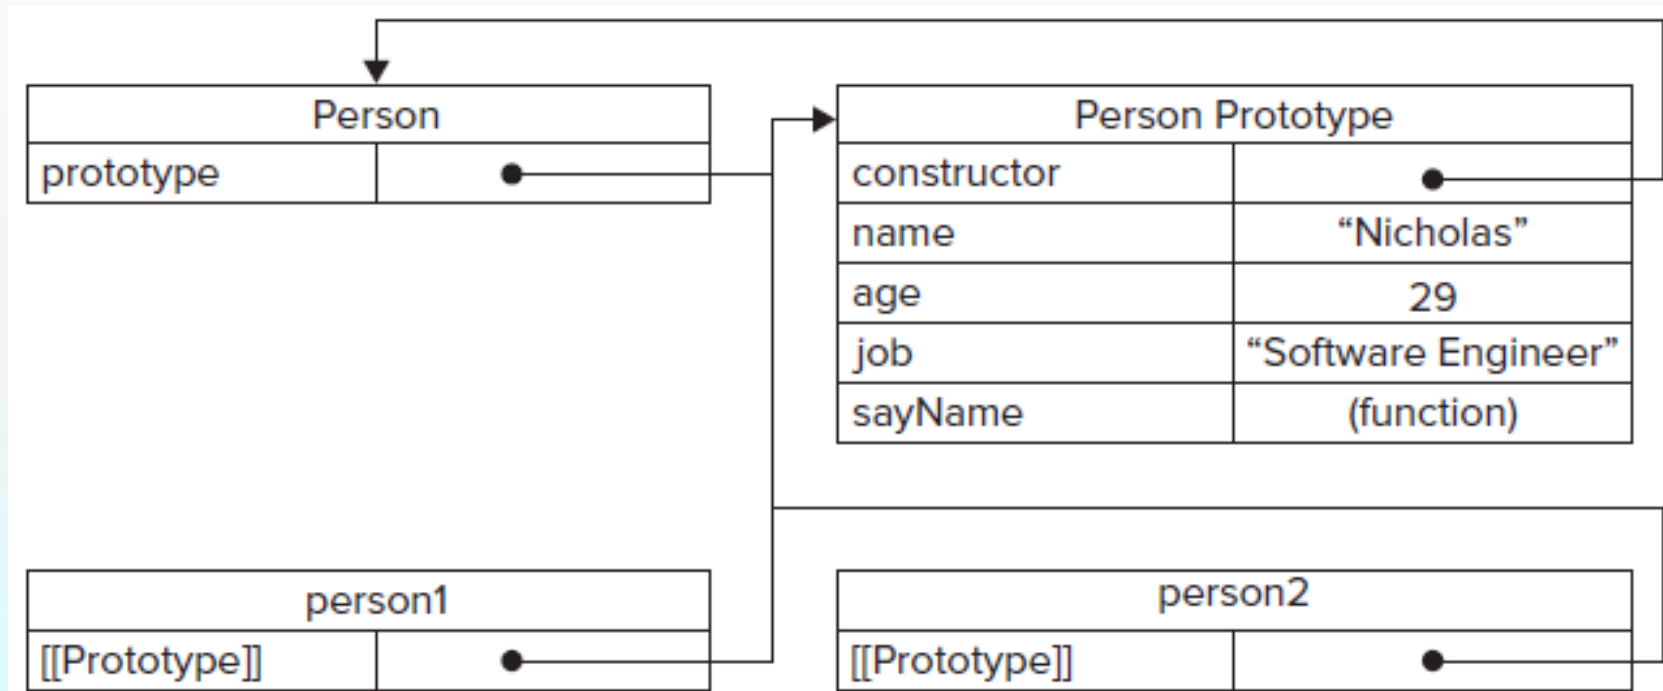 Person
prototype
Person Prototype
constructor
name “Nicholas”
age 29
job “Software Engineer”
sayName (function)
person1
[[Prototype]]
person2
[[Prototype]]